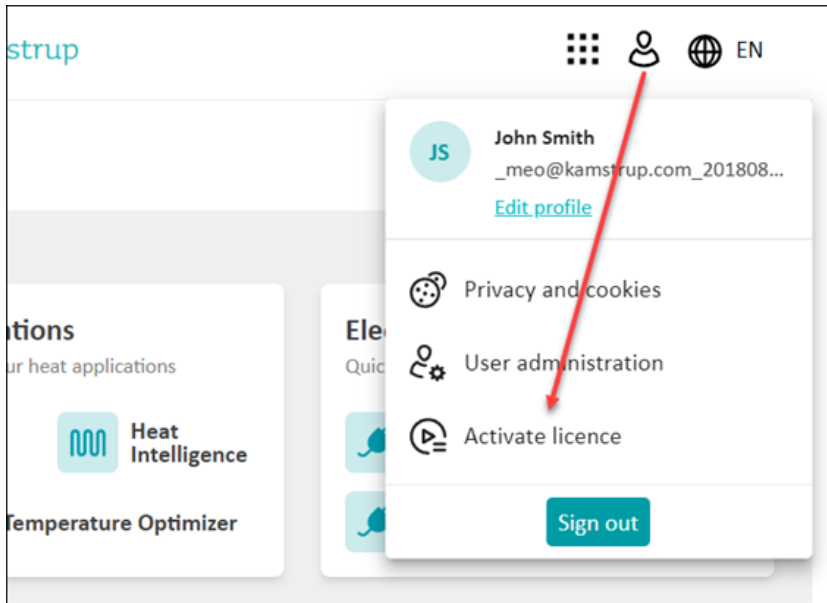 strup
EN
JS
John Smith
_meo@kamstrup.com_201808...
Edit profile
Privacy and cookies
User administration
Activate licence
Sign out
ations
ur heat applications
Heat
Intelligence
Temperature Optimizer
Ele
Quic